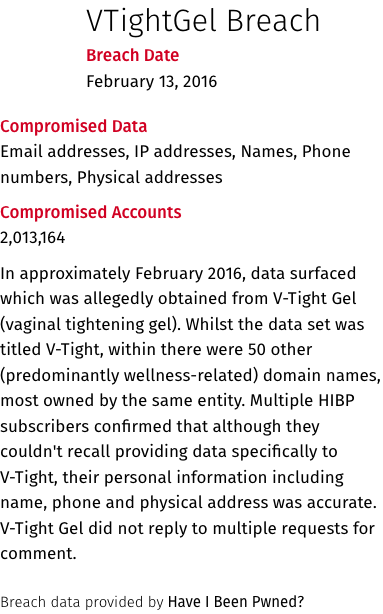 VTightGel Breach
Breach Date
February 13, 2016
Compromised Data
Email addresses, IP addresses, Names, Phone
numbers, Physical addresses
Compromised Accounts
2,013,164
In approximately February 2016, data surfaced
which was allegedly obtained from V-Tight Gel
(vaginal tightening gel). Whilst the data set was
titled V-Tight, within there were 50 other
(predominantly wellness-related) domain names,
most owned by the same entity. Multiple HIBP
subscribers confirmed that although they
couldn't recall providing data specifically to
V-Tight, their personal information including
name, phone and physical address was accurate.
V-Tight Gel did not reply to multiple requests for
comment.
Breach data provided by Have I Been Pwned?